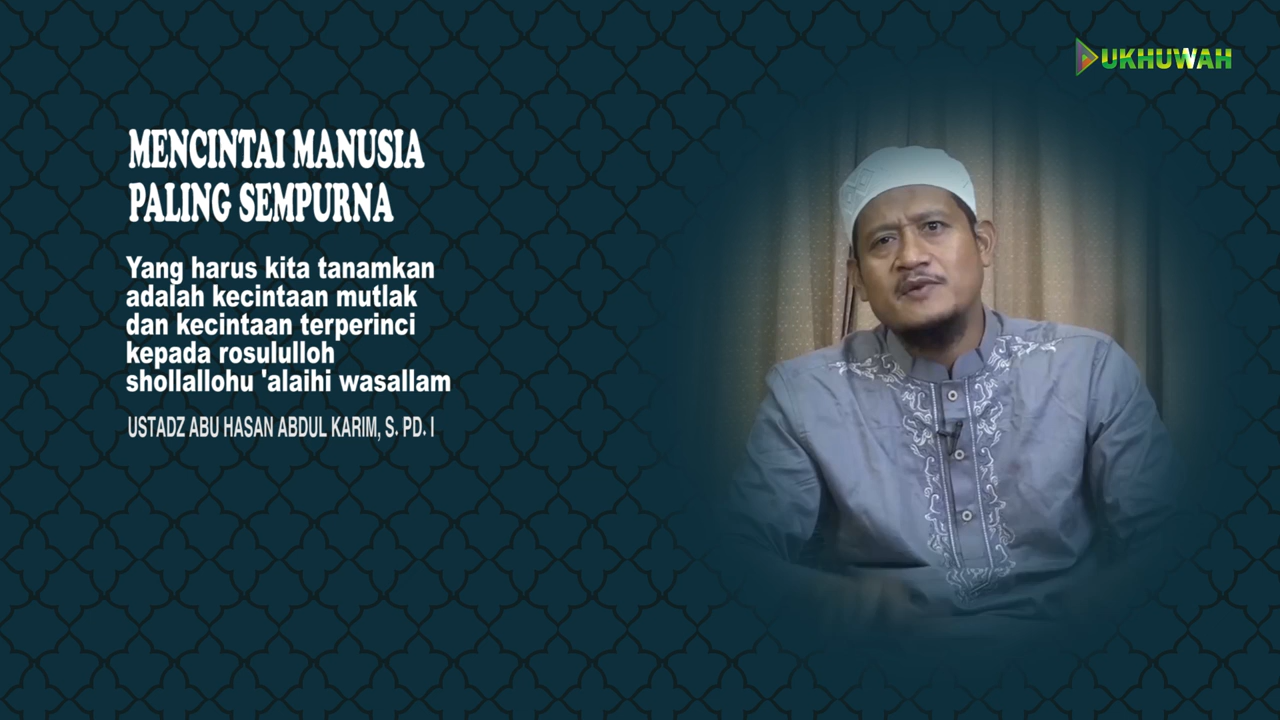 UKHUWAH
MENCINTAI MANUSIA
PALING SEMPURNA
Yang harus kita tanamkan
adalah kecintaan mutlak
dan kecintaan terperinci
kepada rosululloh
shollallohu 'alaihi wasallam
USTADZ ABU HASAN ABDUL KARIM, S. PD. I